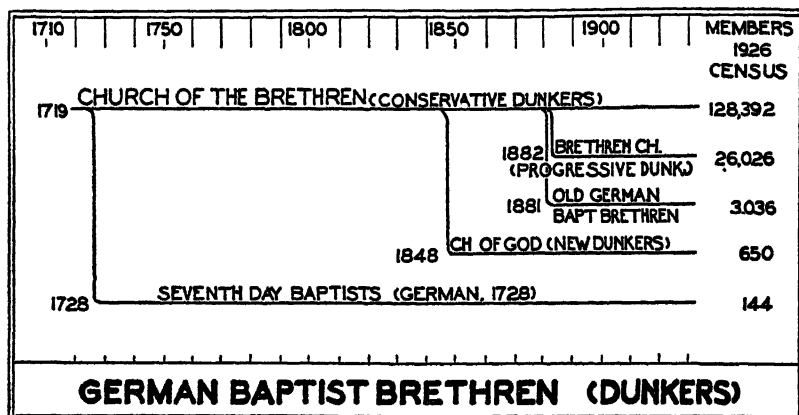 1710 1750 1800 1850 1900 MEMBERS
1926
CENSUS
1719 CHURCH OF THE BRETHREN (CONSERVATIVE DUNKERS) 128,392
1882 BRETHREN CH. 26,026
(PROGRESSIVE DUNK.)
1881 OLD GERMAN 3.036
BAPT BRETHREN
1848 CH OF GOD (NEW DUNKERS) 650
1728 SEVENTH DAY BAPTISTS (GERMAN, 1728) 144
GERMAN BAPTIST BRETHREN (DUNKERS)